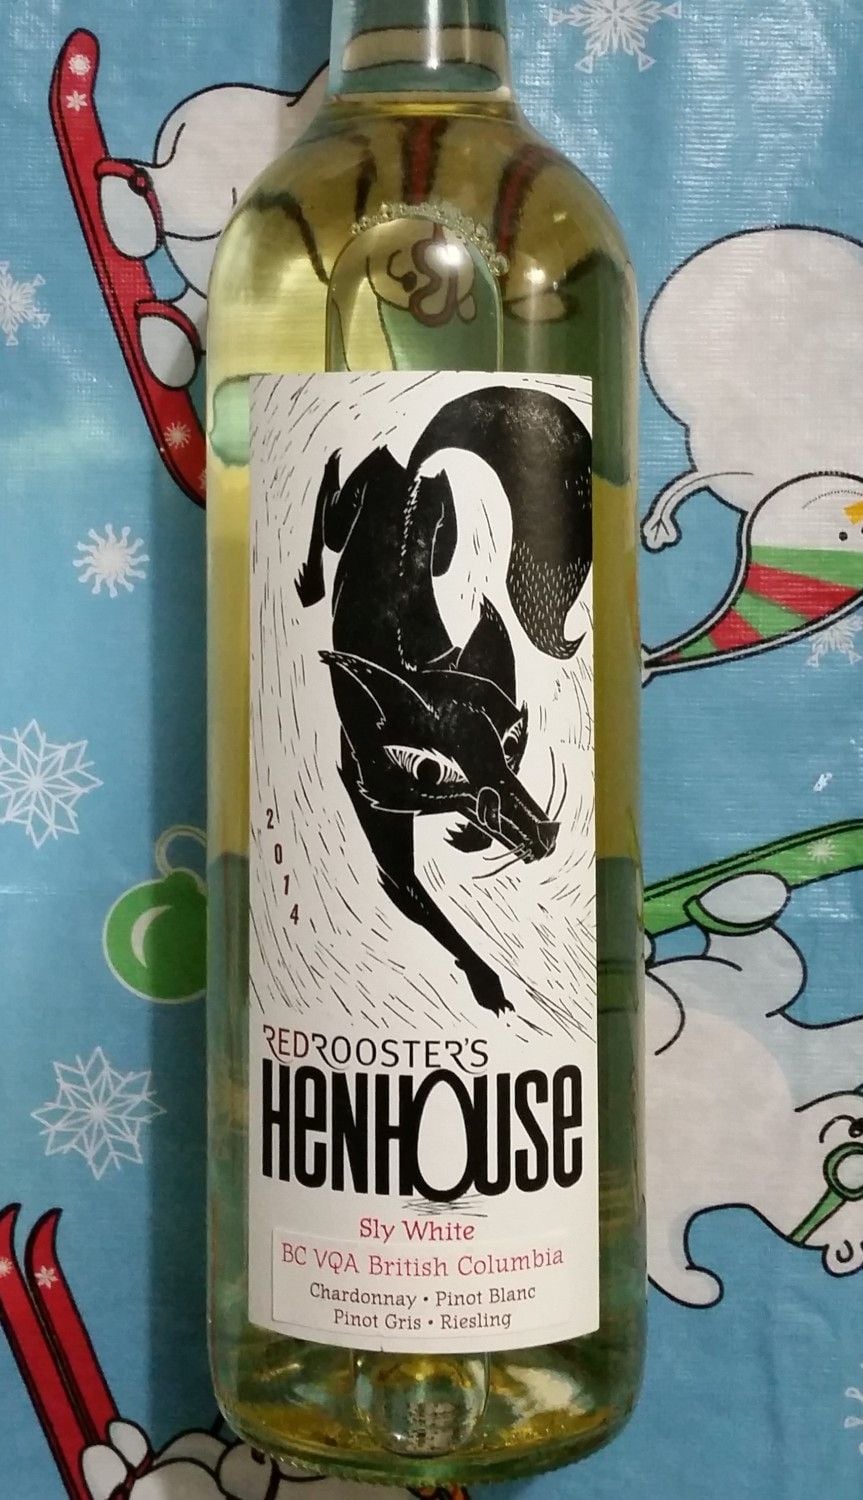 2014
REDROOSTER'S
HeNHOUSe
Sly White
BC VQA British Columbia
Chardonnay • Pinot Blanc
Pinot Gris • Riesling